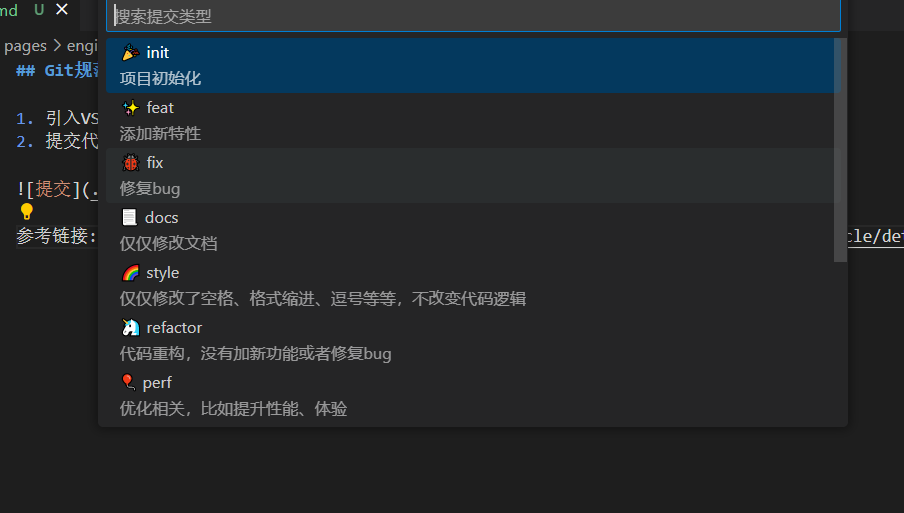 md U
搜索提交类型
pages > engi
## Git规范
init
项目初始化
feat
1. 引入VS
添加新特性
2. 提交代
fix
![提交](.
修复bug
docs
参考链接:
cle/det
仅仅修改文档
style
仅仅修改了空格、格式缩进、逗号等等，不改变代码逻辑
refactor
代码重构，没有加新功能或者修复bug
perf
优化相关，比如提升性能、体验